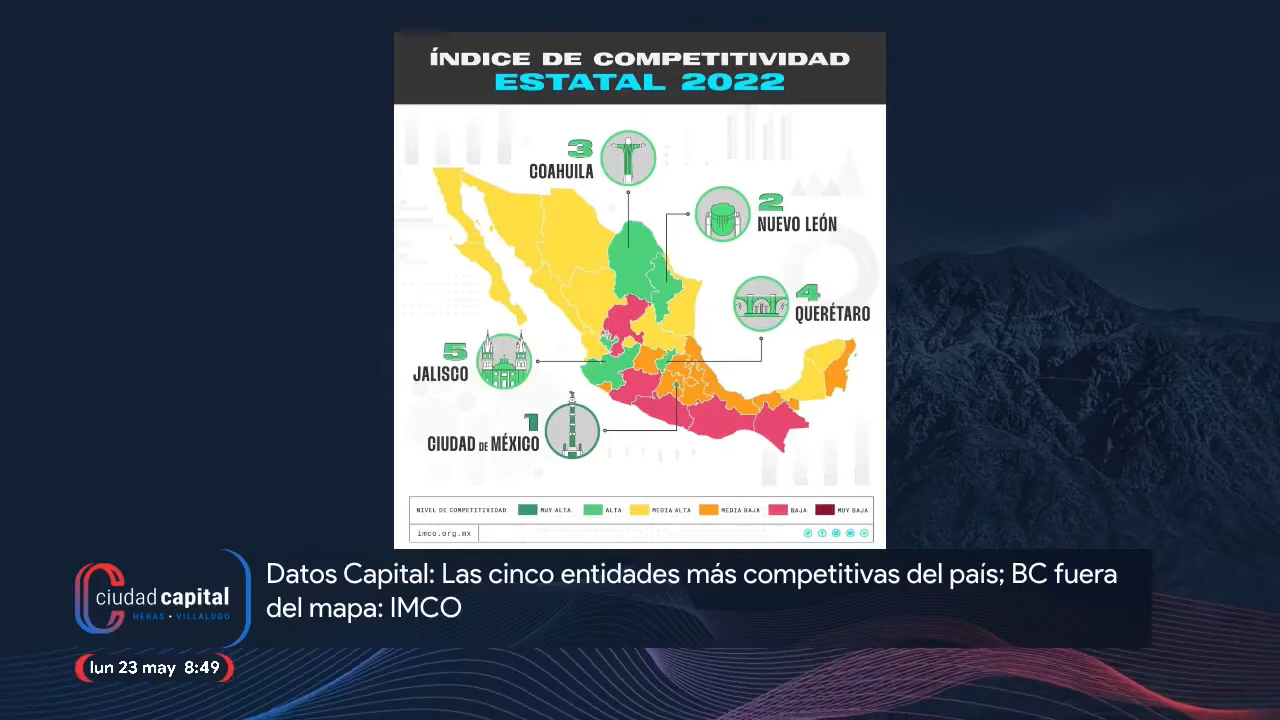 ÍNDICE DE COMPETITIVIDAD
ESTATAL 2022
3
COAHUILA
2
NUEVO LEÓN
4
QUERÉTARO
5
JALISCO
1
CIUDAD DE MÉXICO
NIVEL DE COMPETITIVIDAD MUY ALTA ALTA MEDIA ALTA MEDIA BAJA BAJA MUY BAJA
imco.org.mx
Datos Capital: Las cinco entidades más competitivas del país; BC fuera
del mapa: IMCO
ciudad capital
HERAS • VILLALUGO
lun 23 may 8:49